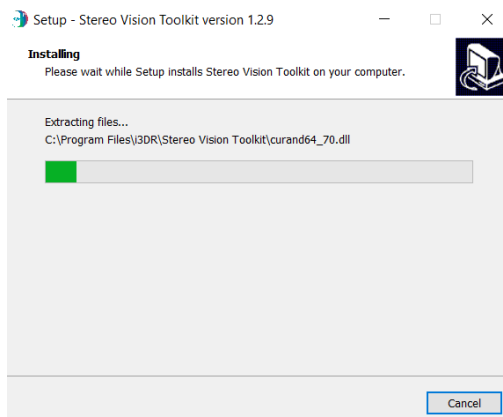 Setup - Stereo Vision Toolkit version 1.2.9
Installing
Please wait while Setup installs Stereo Vision Toolkit on your computer.
Extracting files...
C:\Program Files\i3DR\Stereo Vision Toolkit\curand64_70.dll
Cancel